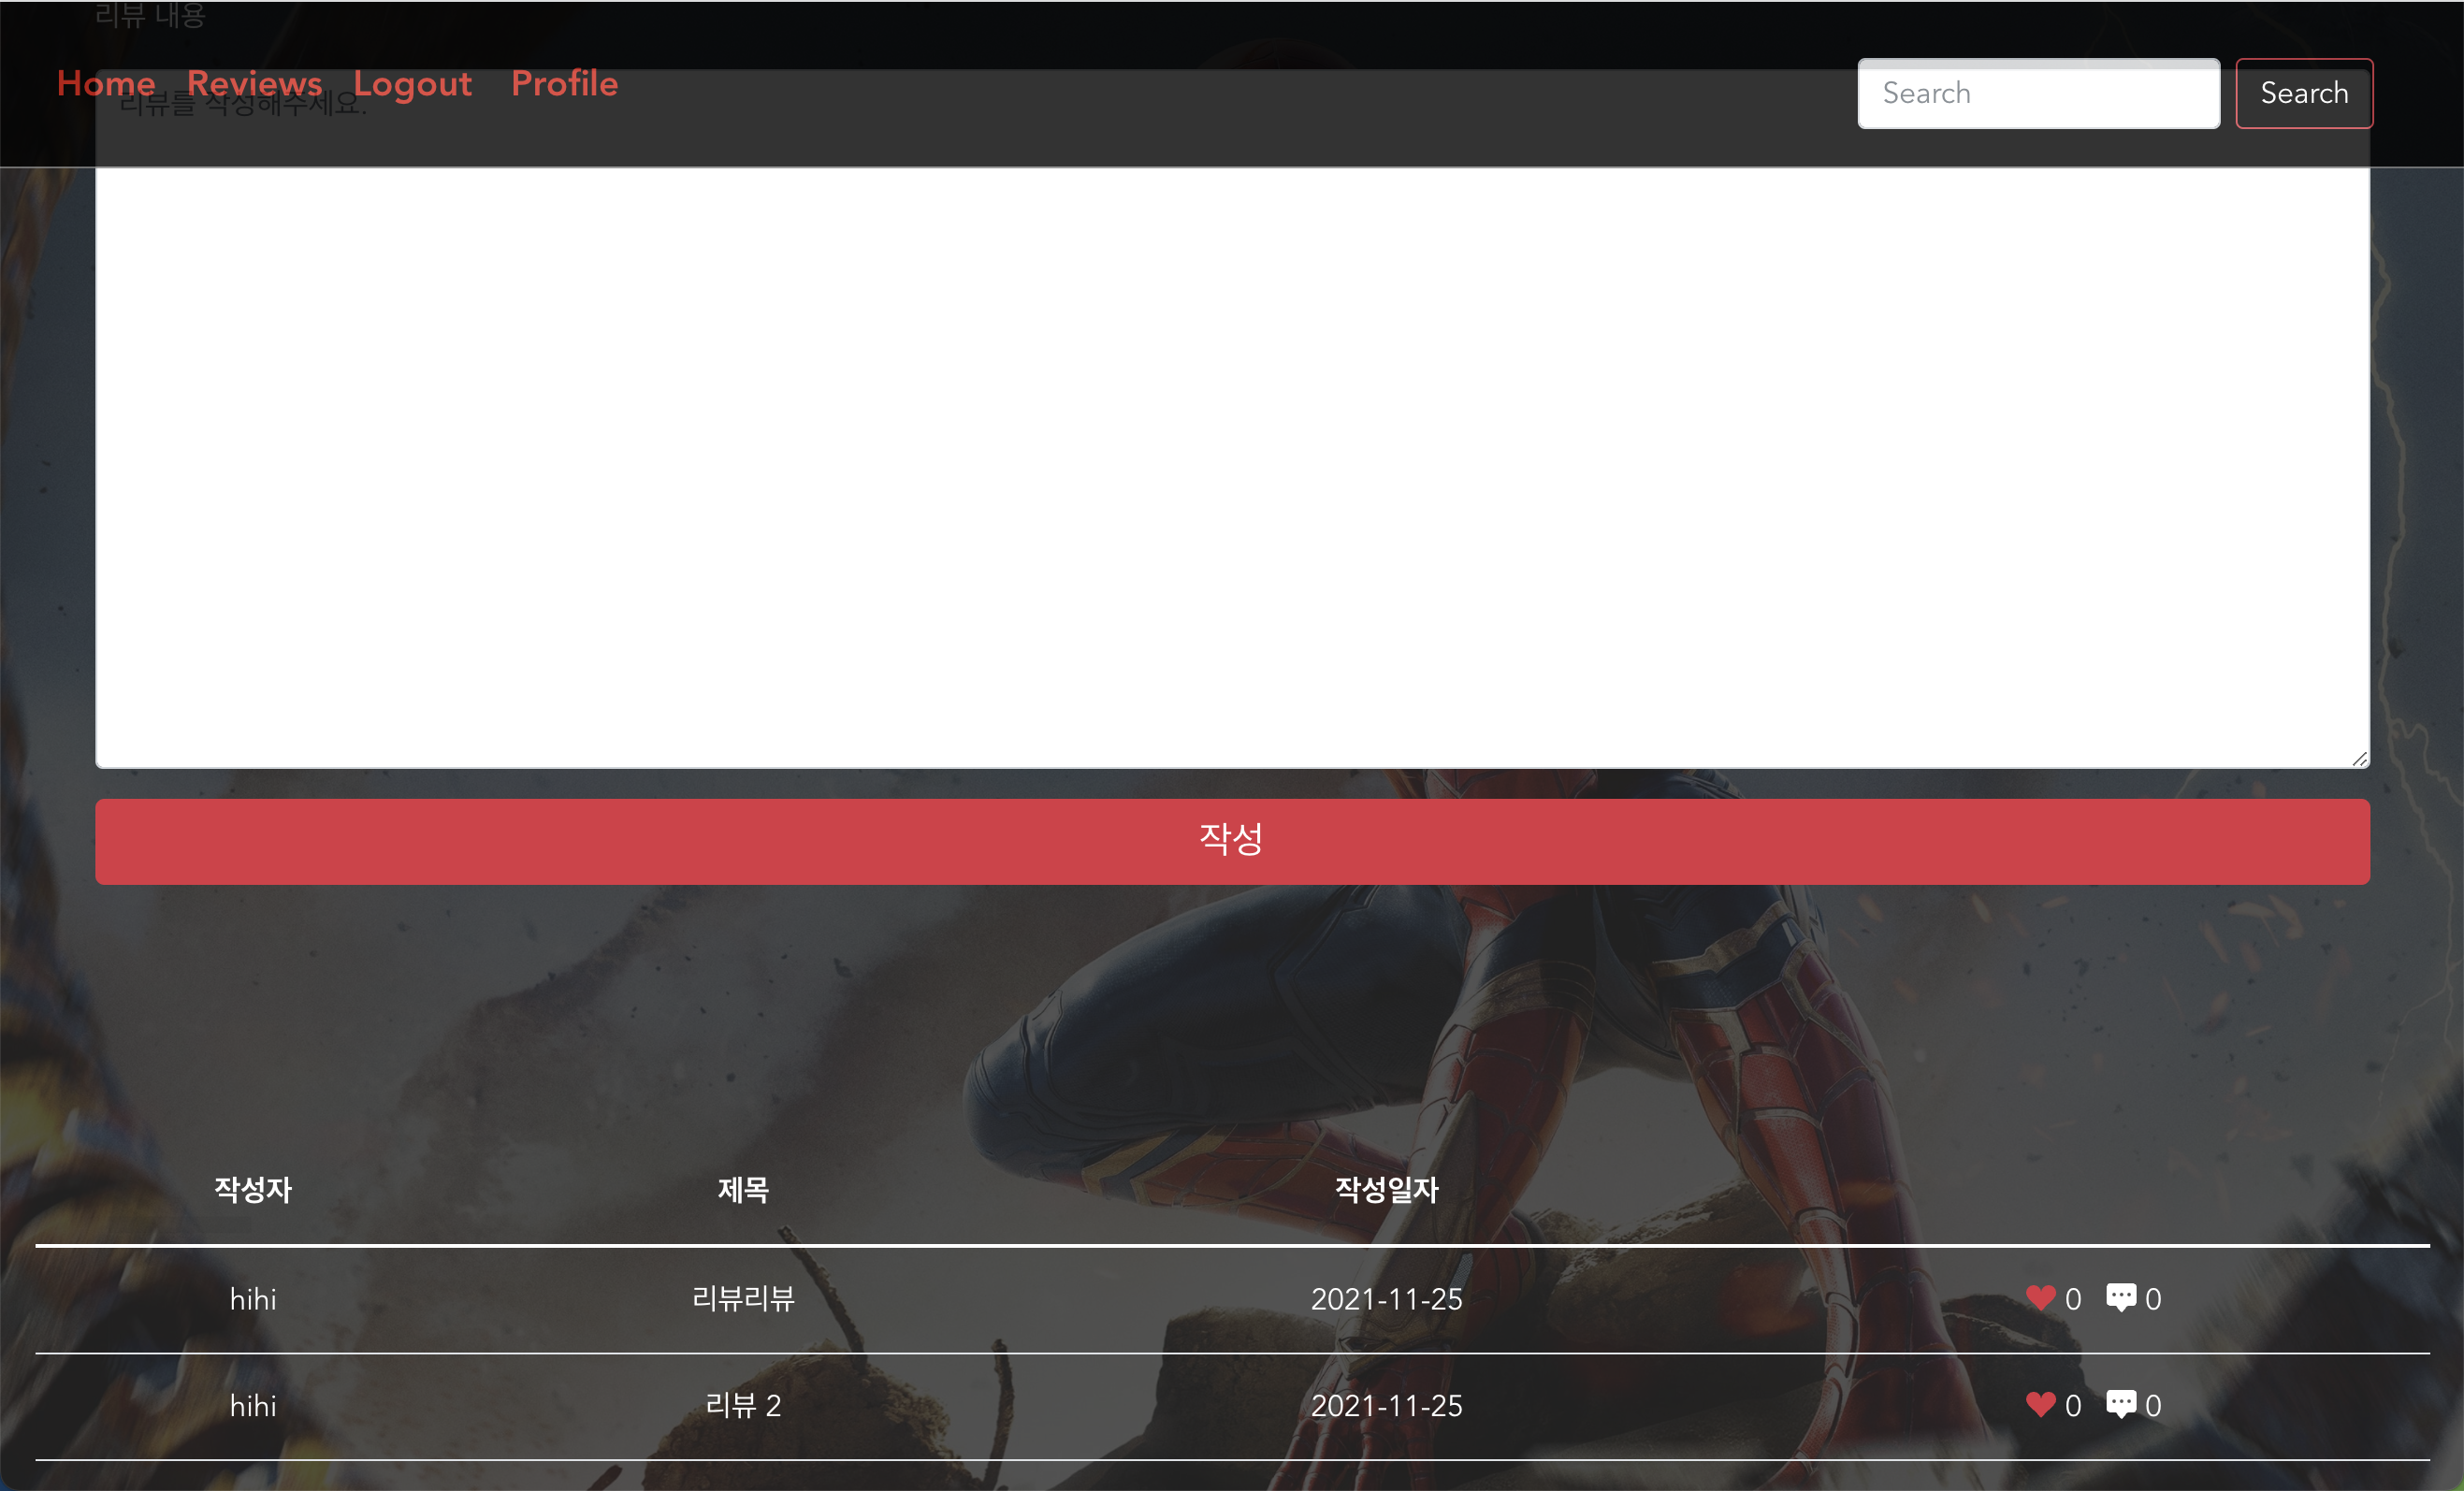 리뷰 내용
Home Reviews Logout Profile Search Search
리뷰를 작성해주세요.
작성
작성자 제목 작성일자
hihi 리뷰리뷰 2021-11-25 0 0
hihi 리뷰 2 2021-11-25 0 0